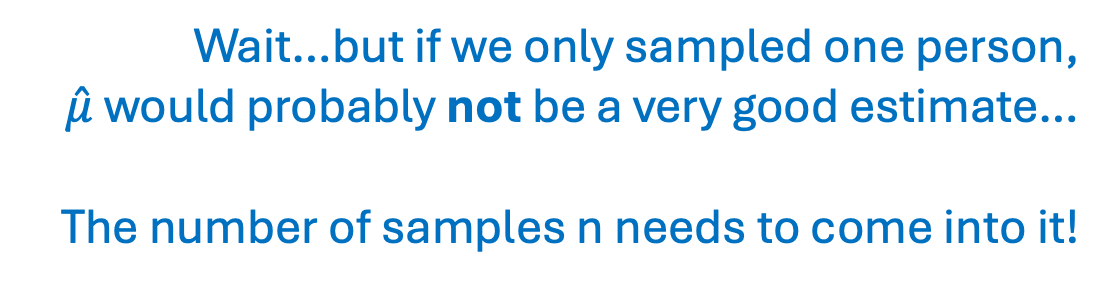 Wait...but if we only sampled one person,
μ̂ would probably not be a very good estimate...
The number of samples n needs to come into it!